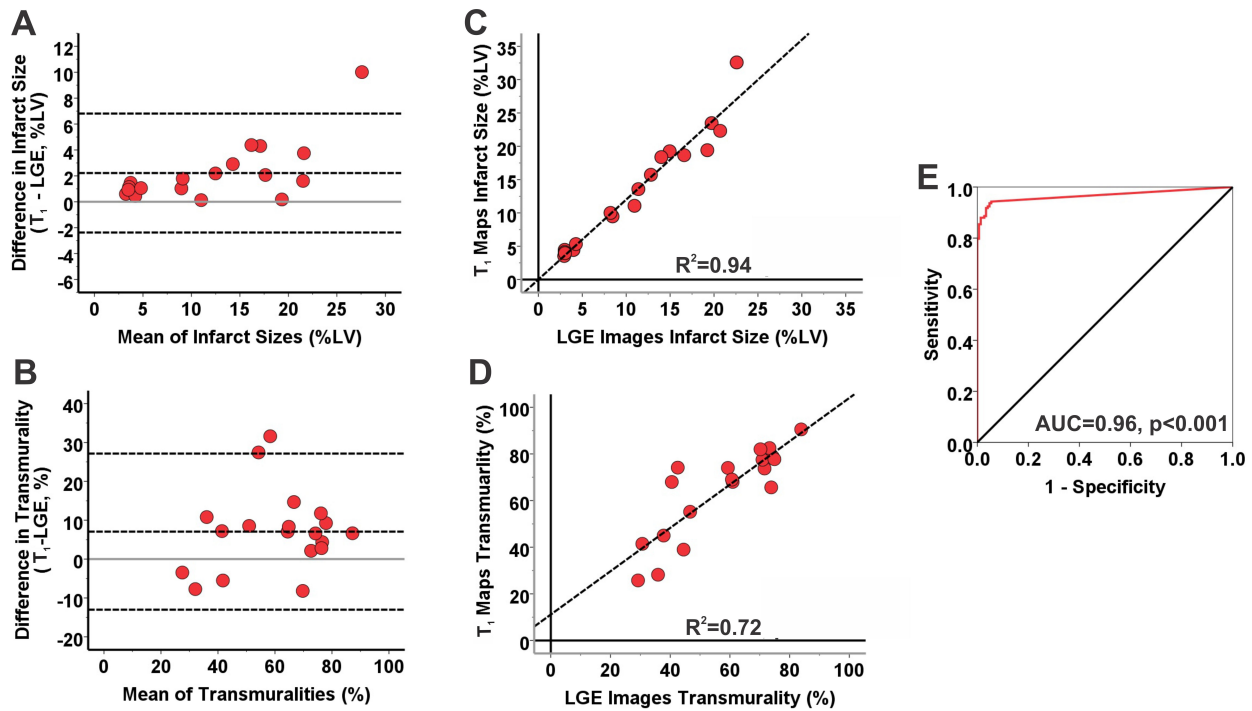 A
Difference in Infarct Size
(T1 - LGE, %LV)
12
10
8
6
4
2
0
-2
-4
-6
0 5 10 15 20 25 30
Mean of Infarct Sizes (%LV)
C
T1 Maps Infarct Size (%LV)
35
30
25
20
15
10
5
0
R²=0.94
0 5 10 15 20 25 30 35
LGE Images Infarct Size (%LV)
B
Difference in Transmurality
( T1-LGE, %)
40
30
20
10
0
-10
-20
0 20 40 60 80 100
Mean of Transmuralities (%)
D
T1 Maps Transmuarlity (%)
100
80
60
40
20
0
R²=0.72
0 20 40 60 80 100
LGE Images Transmurality (%)
E
Sensitivity
1.0
0.8
0.6
0.4
0.2
0.0
AUC=0.96, p<0.001
0.0 0.2 0.4 0.6 0.8 1.0
1 - Specificity